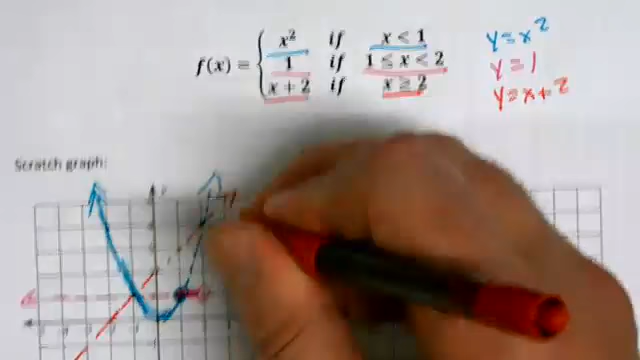 x² if x < 1 y = x²
f(x) = 1 if 1 ≤ x < 2 y = 1
x + 2 if x ≥ 2 y = x + 2
Scratch graph: